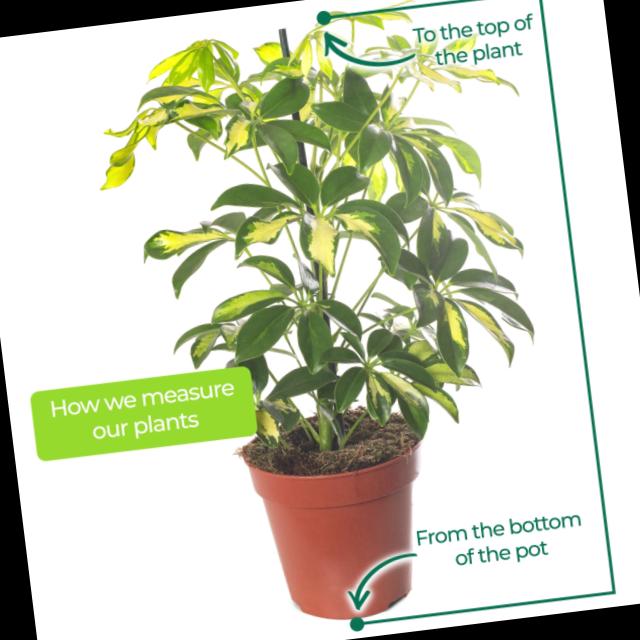 To the top of
the plant
How we measure
our plants
From the bottom
of the pot